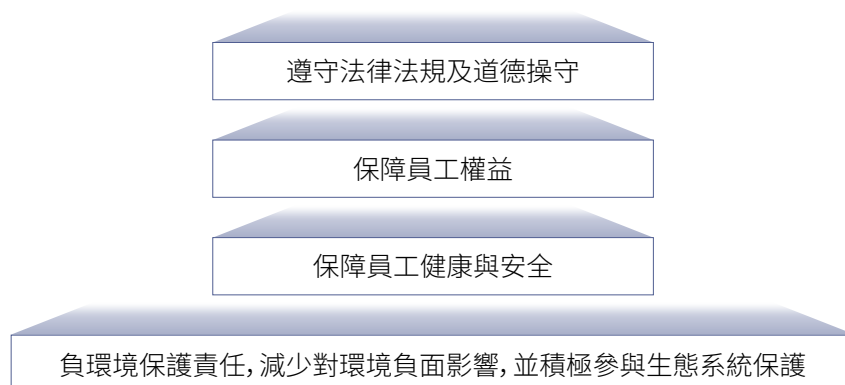 遵守法律法規及道德操守
保障員工權益
保障員工健康與安全
負環境保護責任,減少對環境負面影響,並積極參與生態系統保護